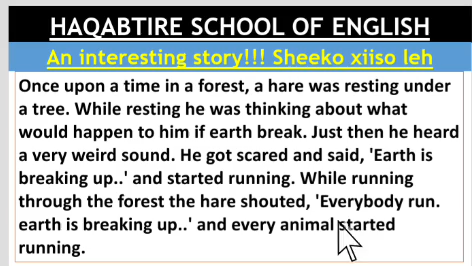 HAQABTIRE SCHOOL OF ENGLISH
An interesting story!!! Sheeko xiiso leh
Once upon a time in a forest, a hare was resting under
a tree. While resting he was thinking about what
would happen to him if earth break. Just then he heard
a very weird sound. He got scared and said, 'Earth is
breaking up..' and started running. While running
through the forest the hare shouted, 'Everybody run.
earth is breaking up..' and every animal started
running.